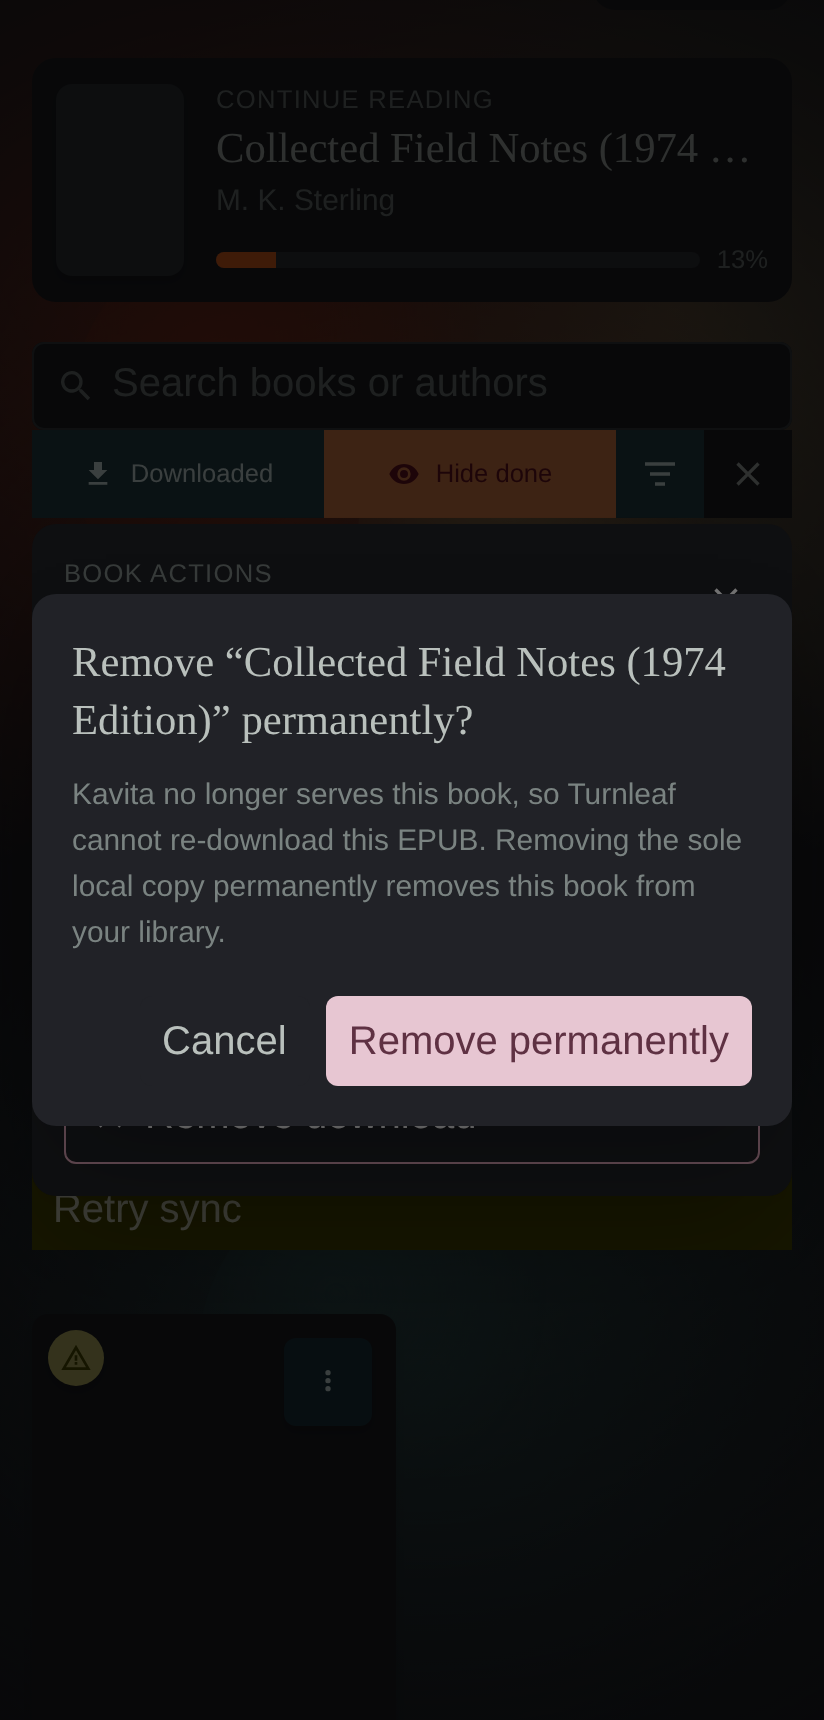 CONTINUE READING
Collected Field Notes (1974 …
M. K. Sterling
13%
Search books or authors
Downloaded
Hide done
BOOK ACTIONS
Remove “Collected Field Notes (1974
Edition)” permanently?
Kavita no longer serves this book, so Turnleaf
cannot re-download this EPUB. Removing the sole
local copy permanently removes this book from
your library.
Cancel
Remove permanently
Remove download
Retry sync